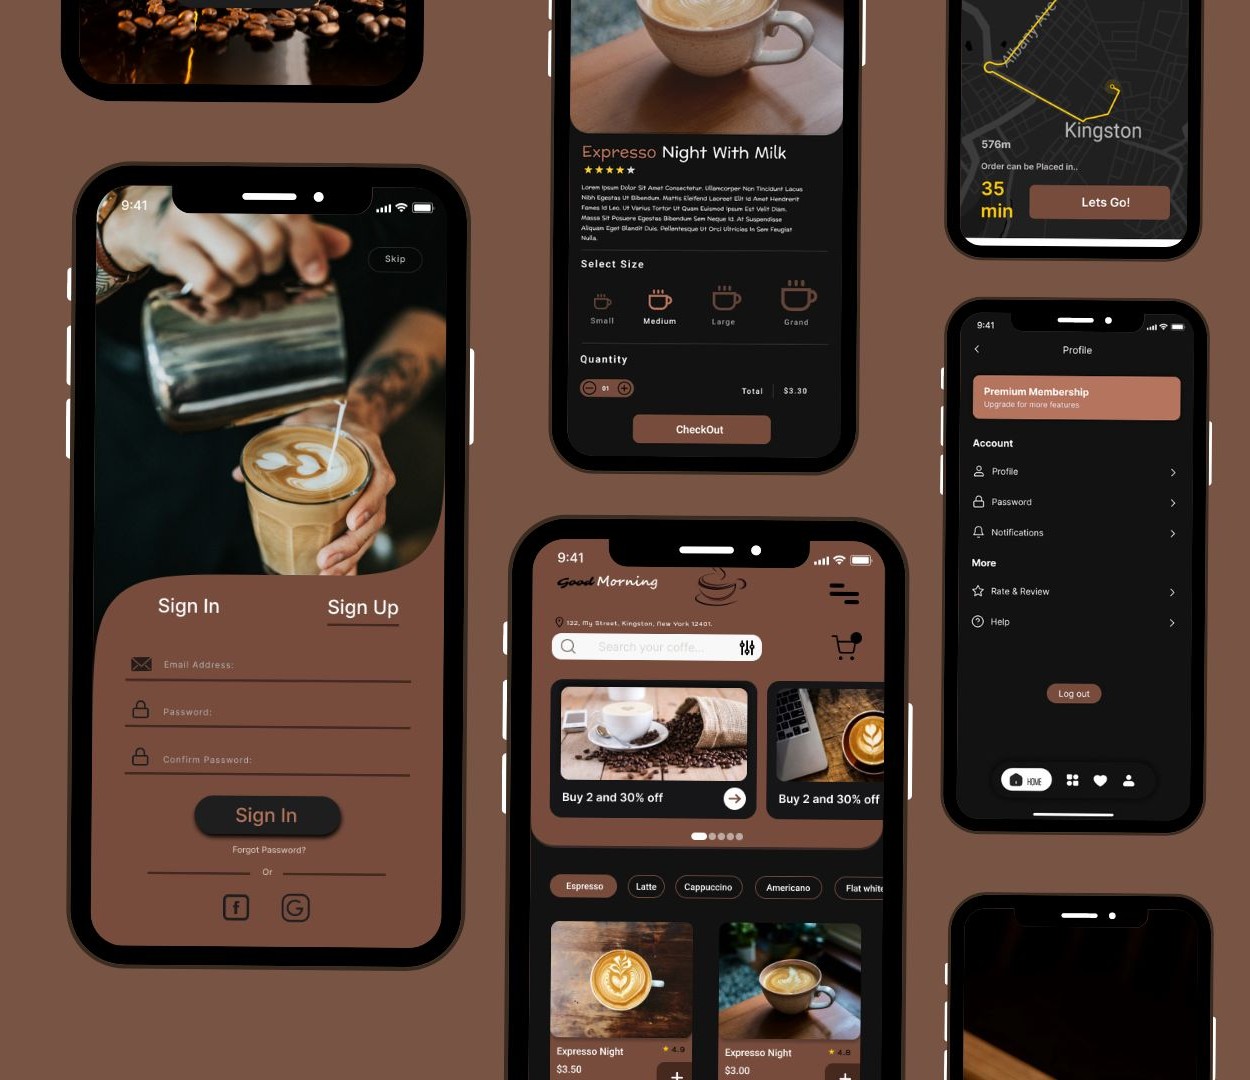 9:41
Skip
Sign In
Sign Up
Email Address:
Password:
Confirm Password:
Sign In
Forgot Password?
Or
f
G
Expresso Night With Milk
Lorem Ipsum Dolor Sit Amet Consectetur. Ullamcorper Non Tincidunt Lacus
Nibh Egestas Ut Bibendum. Mattis Eleifend Laoreet Elit Id Amet Hendrerit
Fames Id Leo. Ut Varius Tortor Ut Quam Euismod Ipsum Est Velit Diam.
Massa Sit Posuere Egestas Bibendum Sem Neque Id. At Suspendisse
Aliquam Eget Blandit Duis. Pellentesque Ut Orci Ultricies In Sem Feugiat
Nulla.
Select Size
Small
Medium
Large
Grand
Quantity
01
Total
$3.30
CheckOut
9:41
Good Morning
132, My Street, Kingston, New York 12401.
Search your coffe...
Buy 2 and 30% off
Buy 2 and 30% off
Espresso
Latte
Cappuccino
Americano
Flat white
Expresso Night
4.9
$3.50
+
Expresso Night
4.8
$3.00
+
Albany Ave
Kingston
576m
Order can be Placed in..
35
min
Lets Go!
9:41
Profile
Premium Membership
Upgrade for more features
Account
Profile
Password
Notifications
More
Rate & Review
Help
Log out
HOME